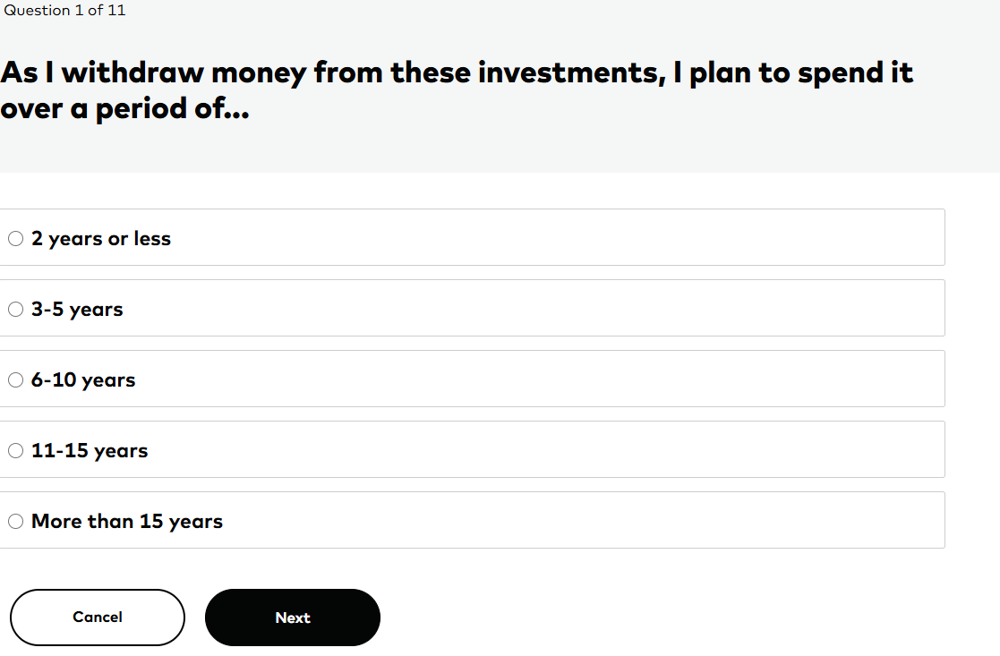 Question 1 of 11
As I withdraw money from these investments, I plan to spend it
over a period of...
2 years or less
3-5 years
6-10 years
11-15 years
More than 15 years
Cancel
Next